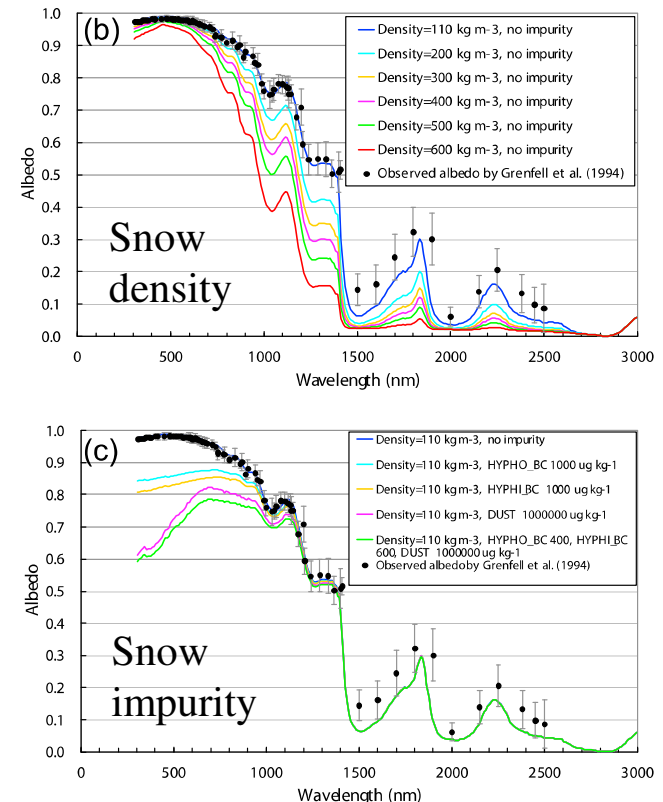 (b)
Density=110 kg m-3, no impurity
Density=200 kg m-3, no impurity
Density=300 kg m-3, no impurity
Density=400 kg m-3, no impurity
Density=500 kg m-3, no impurity
Density=600 kg m-3, no impurity
Observed albedo by Grenfell et al. (1994)
Albedo
1.0
0.9
0.8
0.7
0.6
0.5
0.4
0.3
0.2
0.1
0.0
Snow
density
0 500 1000 1500 2000 2500 3000
Wavelength (nm)
(c)
Density=110 kgm-3, no impurity
Density=110 kgm-3, HYPHO_BC 1000 ug kg-1
Density=110 kgm-3, HYPHI_BC 1000 ug kg-1
Density=110 kgm-3, DUST 1000000 ug kg-1
Density=110 kgm-3, HYPHO_BC 400, HYPHI_BC
600, DUST 1000000 ug kg-1
Observed albedo by Grenfell et al. (1994)
Albedo
1.0
0.9
0.8
0.7
0.6
0.5
0.4
0.3
0.2
0.1
0.0
Snow
impurity
0 500 1000 1500 2000 2500 3000
Wavelength (nm)